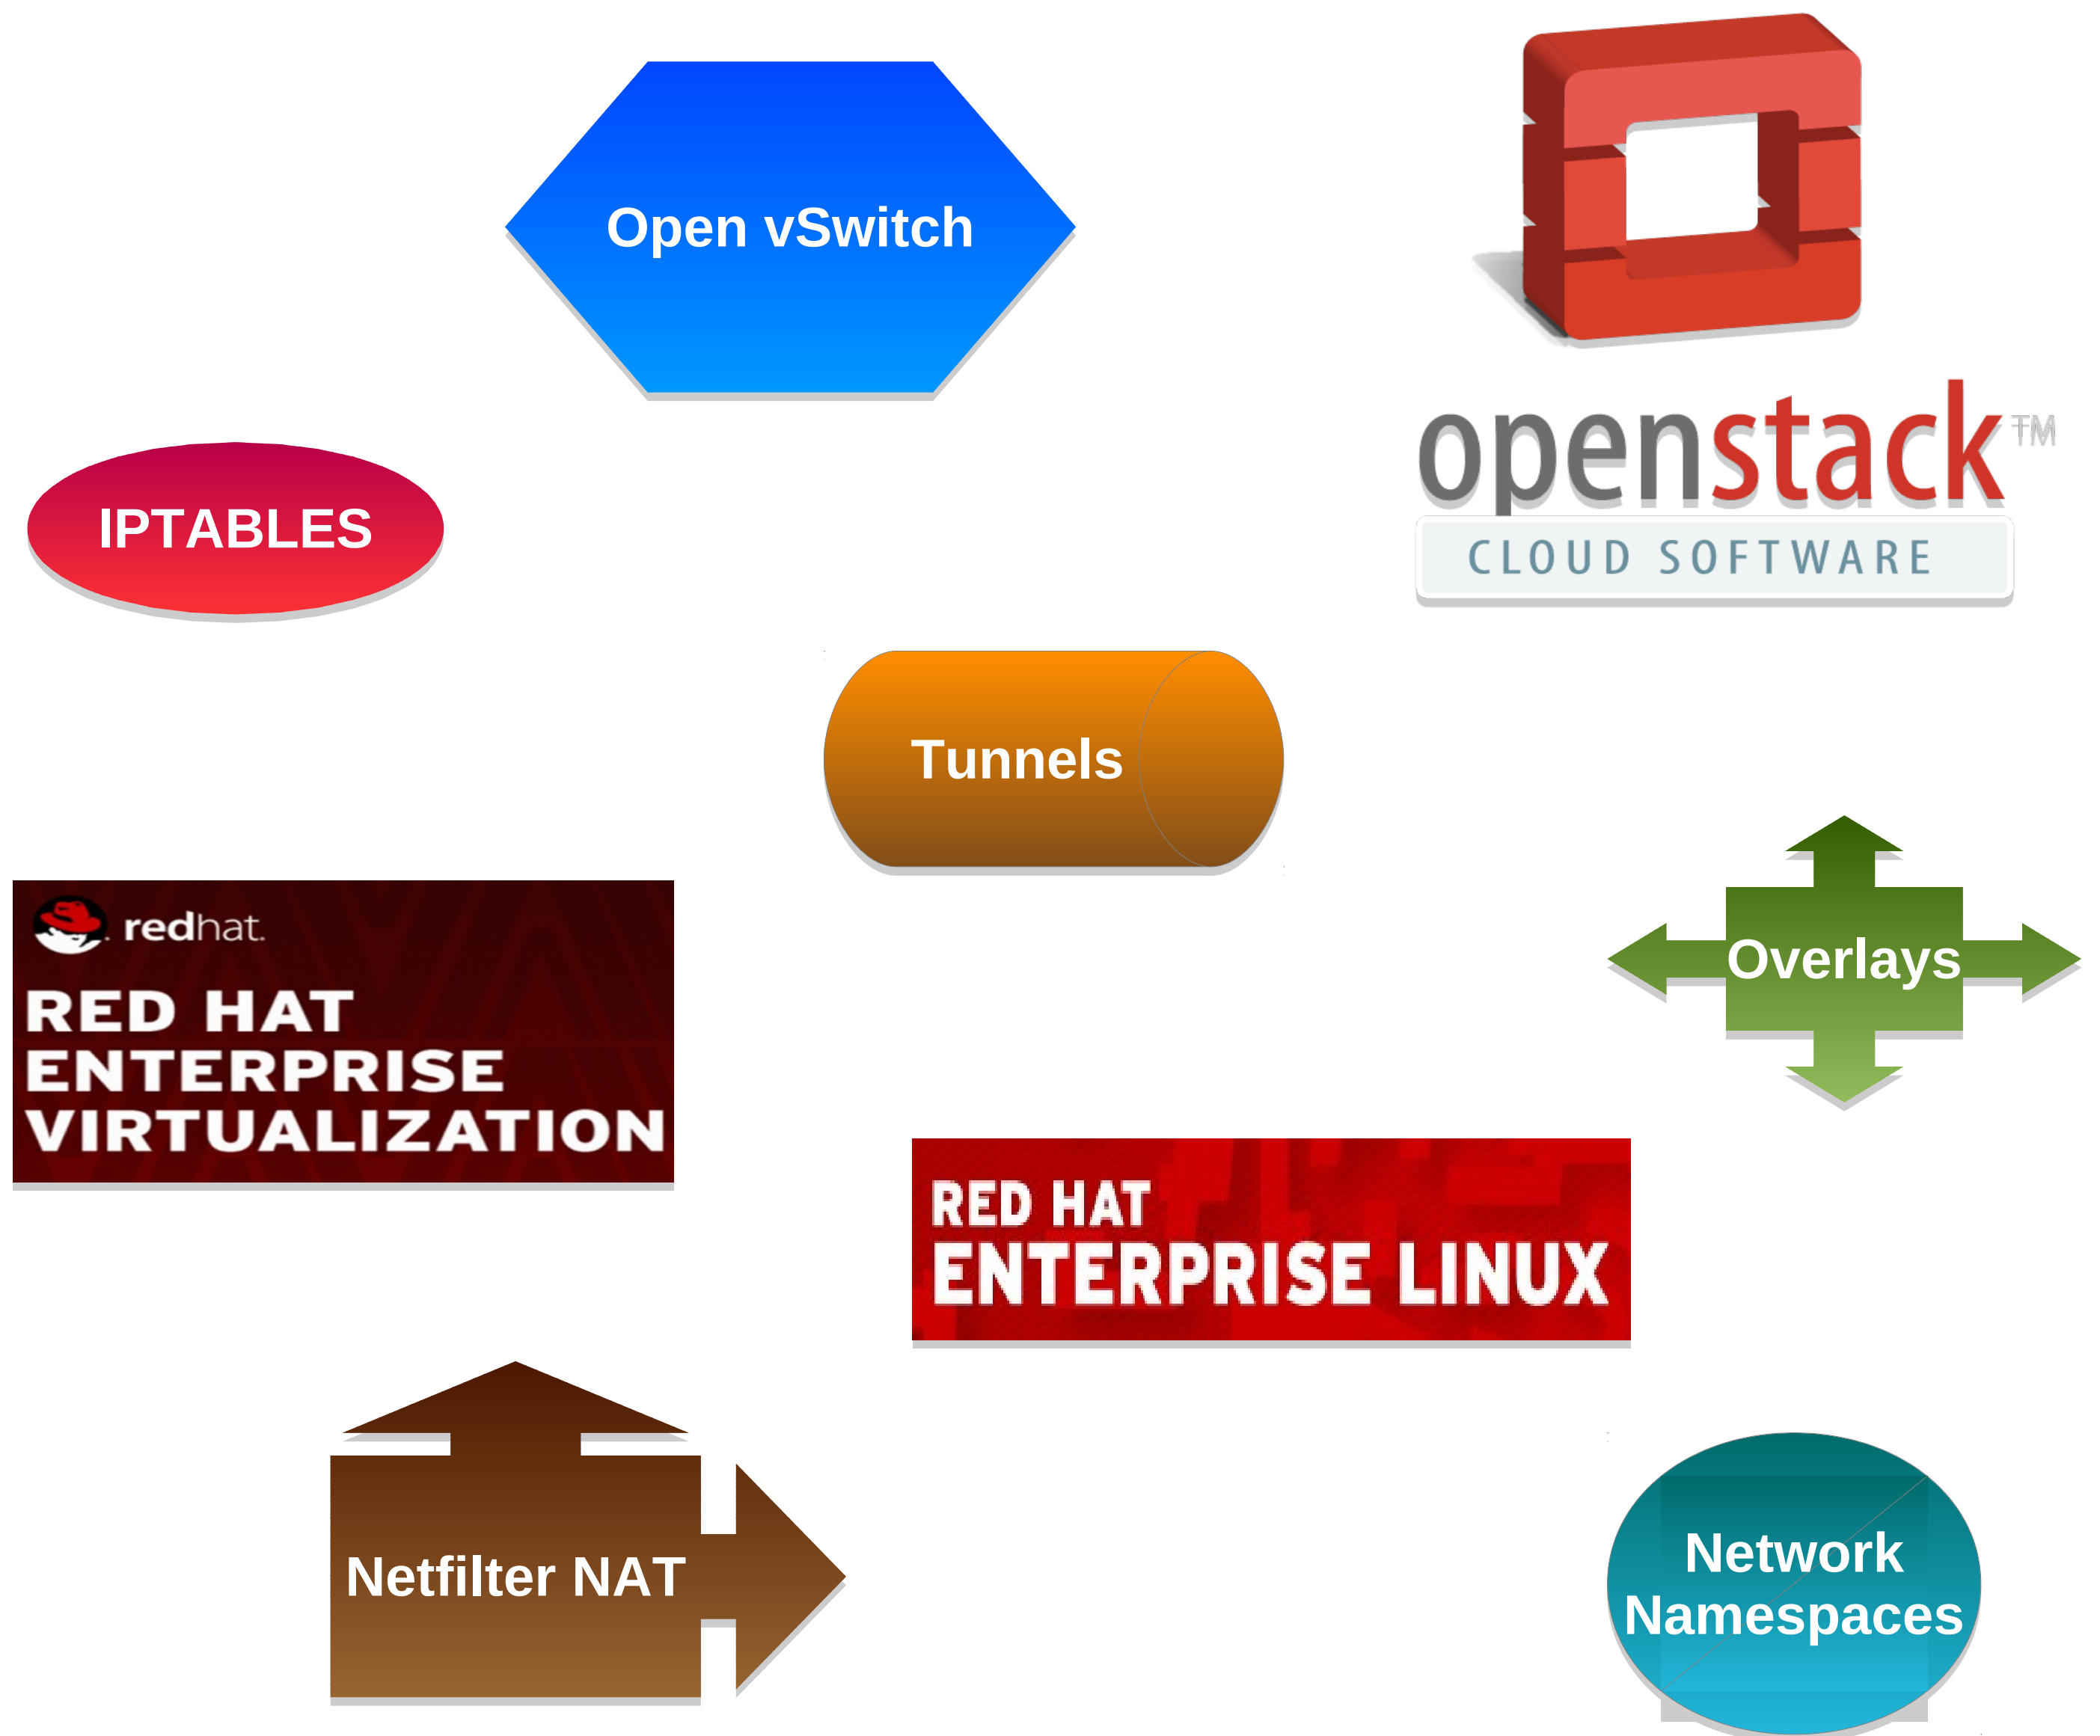 Open vSwitch
openstack™
CLOUD SOFTWARE
IPTABLES
Tunnels
redhat.
RED HAT
ENTERPRISE
VIRTUALIZATION
Overlays
RED HAT
ENTERPRISE LINUX
Netfilter NAT
Network
Namespaces